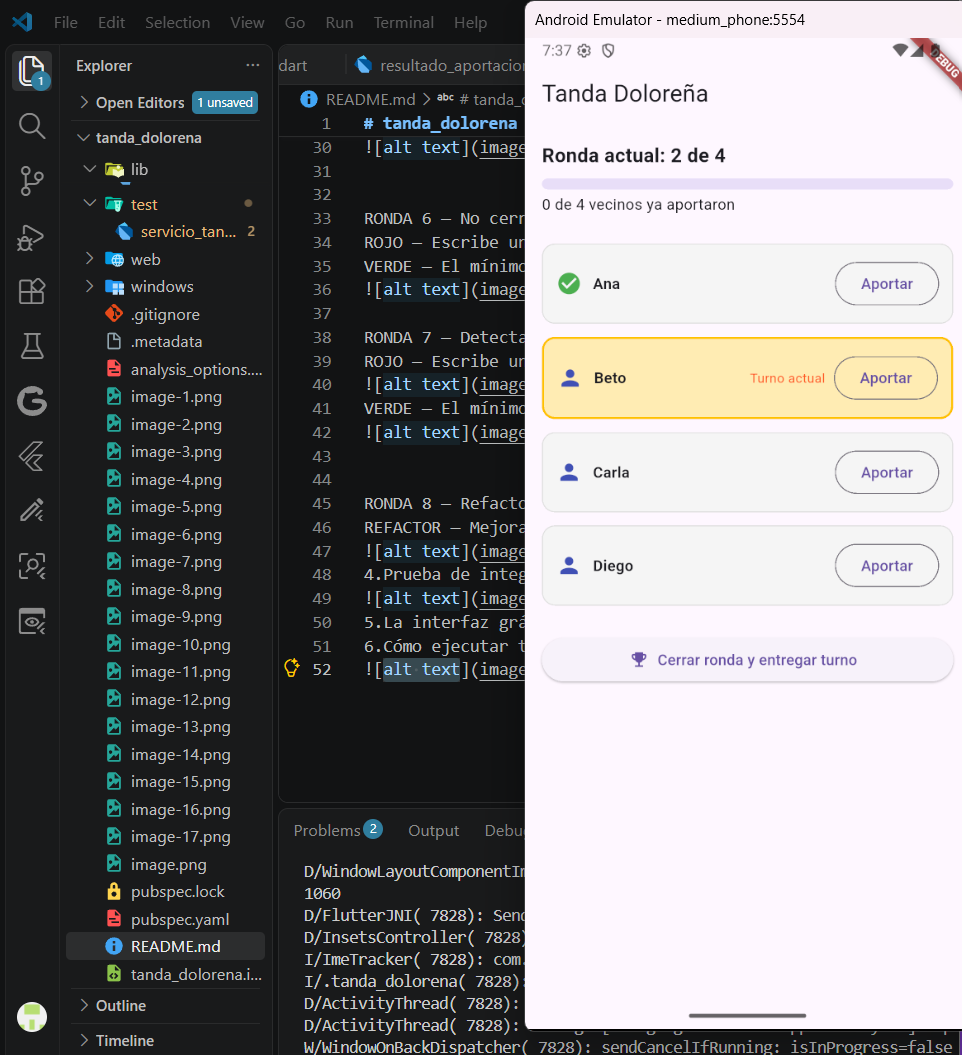 File Edit Selection View Go Run Terminal Help
Explorer
Open Editors 1 unsaved
tanda_dolorena
lib
test
servicio_tan... 2
web
windows
.gitignore
.metadata
analysis_options....
image-1.png
image-2.png
image-3.png
image-4.png
image-5.png
image-6.png
image-7.png
image-8.png
image-9.png
image-10.png
image-11.png
image-12.png
image-13.png
image-14.png
image-15.png
image-16.png
image-17.png
image.png
pubspec.lock
pubspec.yaml
README.md
tanda_dolorena.i...
Outline
Timeline
1
dart resultado_aportacion
README.md > # tanda_d
1 # tanda_dolorena
30 ![alt text](image
31
32
33 RONDA 6 — No cerr
34 ROJO — Escribe un
35 VERDE — El mínimo
36 ![alt text](image
37
38 RONDA 7 — Detecta
39 ROJO — Escribe un
40 ![alt text](image
41 VERDE — El mínimo
42 ![alt text](image
43
44
45 RONDA 8 — Refacto
46 REFACTOR — Mejora
47 ![alt text](image
48 4.Prueba de integ
49 ![alt text](image
50 5.La interfaz grá
51 6.Cómo ejecutar t
52 ![alt text](image
Problems 2 Output Debu
D/WindowLayoutComponentIm
1060
D/FlutterJNI( 7828): Send
D/InsetsController( 7828)
I/ImeTracker( 7828): com.
I/.tanda_dolorena( 7828):
D/ActivityThread( 7828):
D/ActivityThread( 7828):
W/WindowOnBackDispatcher( 7828): sendCancelIfRunning: isInProgress=false
Android Emulator - medium_phone:5554
7:37
DEBUG
Tanda Doloreña
Ronda actual: 2 de 4
0 de 4 vecinos ya aportaron
Ana Aportar
Beto Turno actual Aportar
Carla Aportar
Diego Aportar
Cerrar ronda y entregar turno